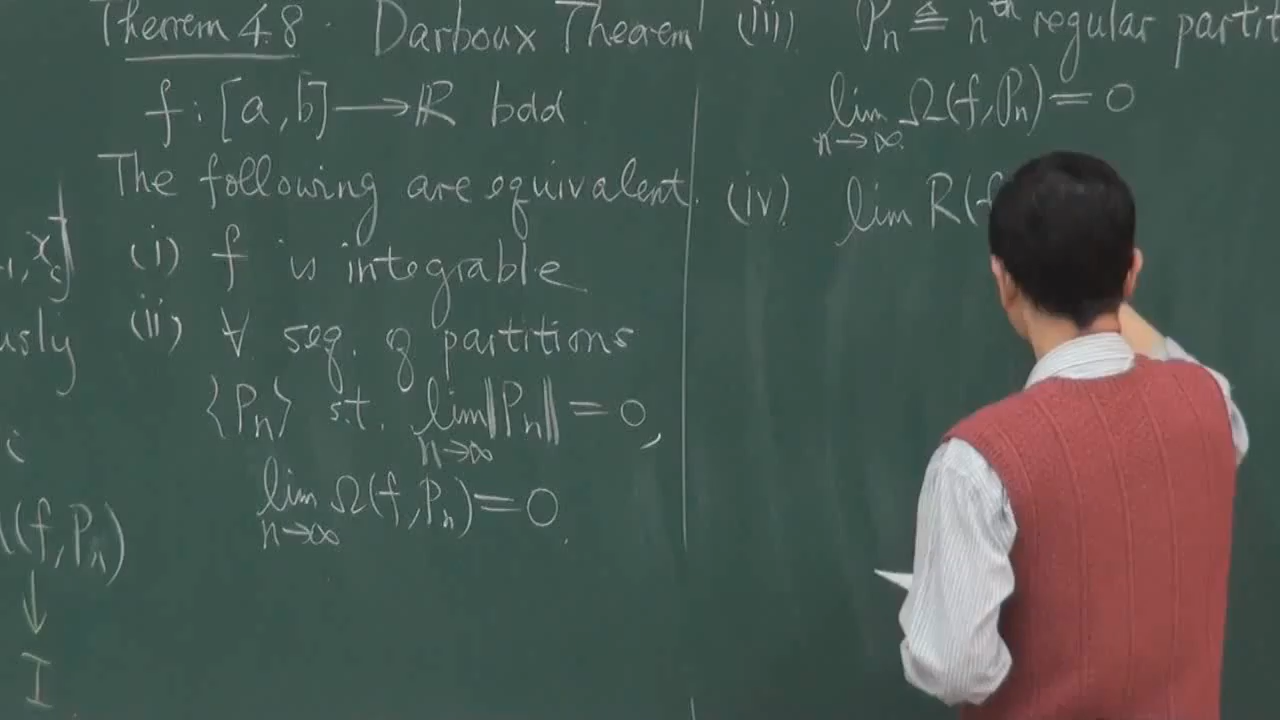 Theorem 4.8. Darboux Theorem
f : [a, b] ⟶ ℝ bdd.
The following are equivalent.
(i) f is integrable
(ii) ∀ seq. of partitions
⟨Pₙ⟩ s.t. lim ‖Pₙ‖ = 0,
n→∞
lim Ω(f, Pₙ) = 0.
n→∞
(iii) Pₙ ≜ nᵗʰ regular partit
lim Ω(f, Pₙ) = 0
n→∞
(iv) lim R(f
(f, Pₙ)
↓
I